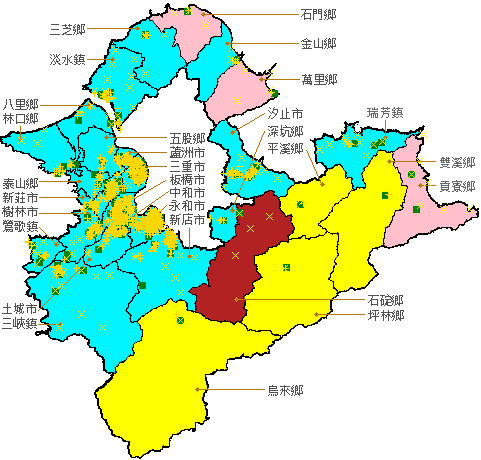 石門鄉
三芝鄉
金山鄉
淡水鎮
萬里鄉
八里鄉
林口鄉
汐止市
瑞芳鎮
深坑鄉
五股鄉
平溪鄉
蘆洲市
雙溪鄉
三重市
泰山鄉
板橋市
貢寮鄉
新莊市
中和市
樹林市
永和市
鶯歌鎮
新店市
石碇鄉
土城市
坪林鄉
三峽鎮
烏來鄉